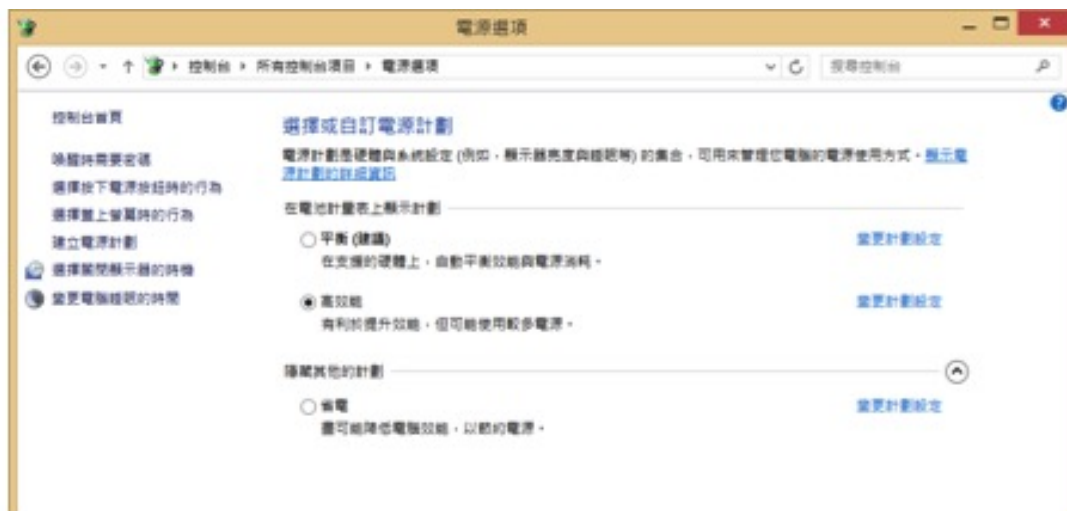 電源選項
控制台 › 所有控制台項目 › 電源選項
搜尋控制台
控制台首頁
喚醒時需要密碼
選擇按下電源按鈕時的行為
選擇蓋上螢幕時的行為
建立電源計劃
選擇關閉顯示器的時機
變更電腦睡眠的時間
選擇或自訂電源計劃
電源計劃是硬體與系統設定 (例如，顯示器亮度與睡眠等) 的集合，可用來管理您電腦的電源使用方式。顯示電
源計劃的詳細資訊
在電池計量表上顯示計劃
平衡 (建議) 變更計劃設定
在支援的硬體上，自動平衡效能與電源消耗。
高效能 變更計劃設定
有利於提升效能，但可能使用較多電源。
隱藏其他的計劃
省電 變更計劃設定
盡可能降低電腦效能，以節約電源。